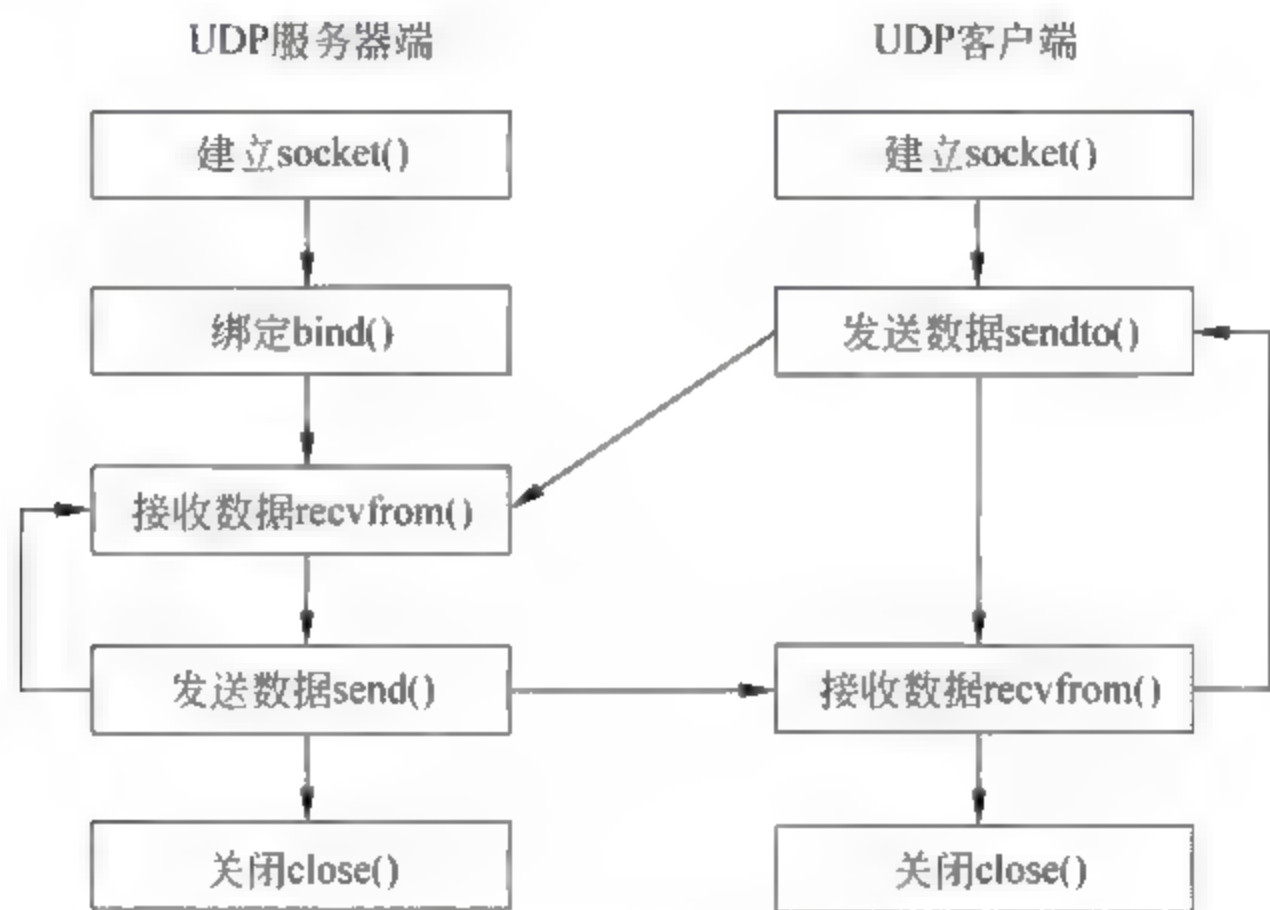 UDP服务器端
UDP客户端
建立socket()
建立socket()
绑定bind()
发送数据sendto()
接收数据recvfrom()
发送数据send()
接收数据recvfrom()
关闭close()
关闭close()